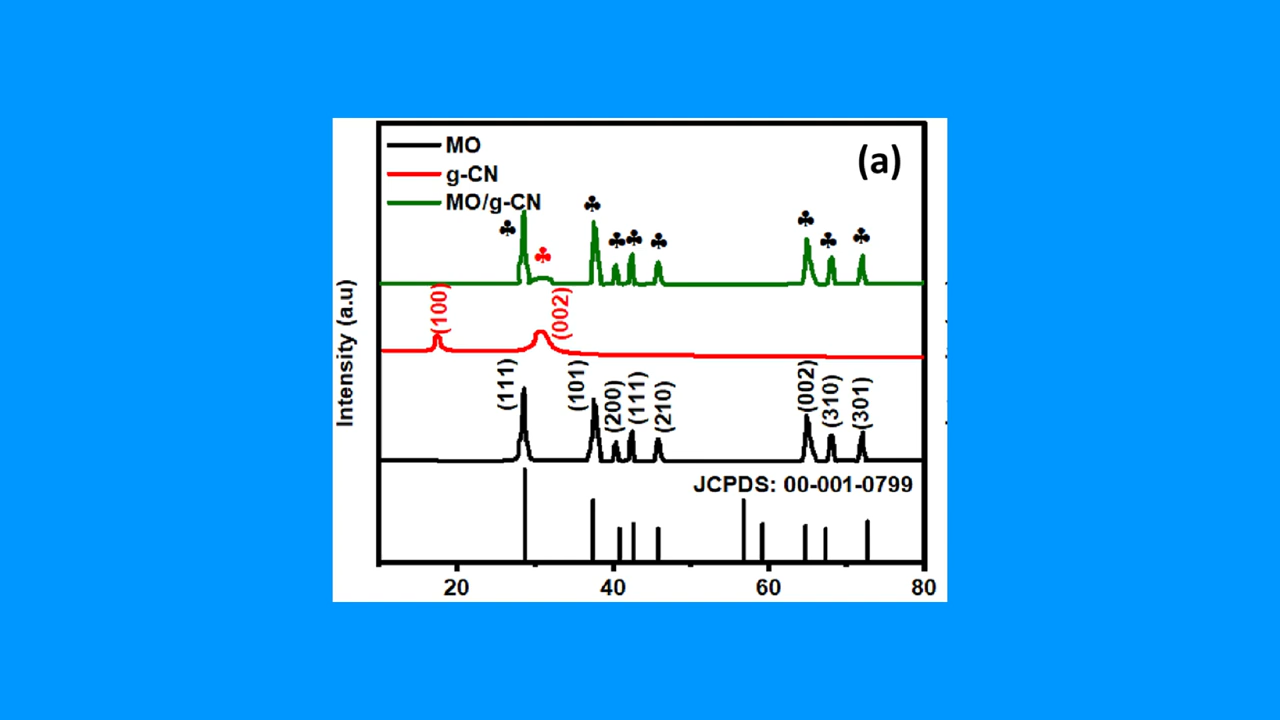 MO
(a)
g-CN
MO/g-CN
♣ ♣ ♣ ♣ ♣ ♣ ♣ ♣ ♣
(100)
(002)
Intensity (a.u)
(111)
(101)
(200)
(111)
(210)
(002)
(310)
(301)
JCPDS: 00-001-0799
20 40 60 80